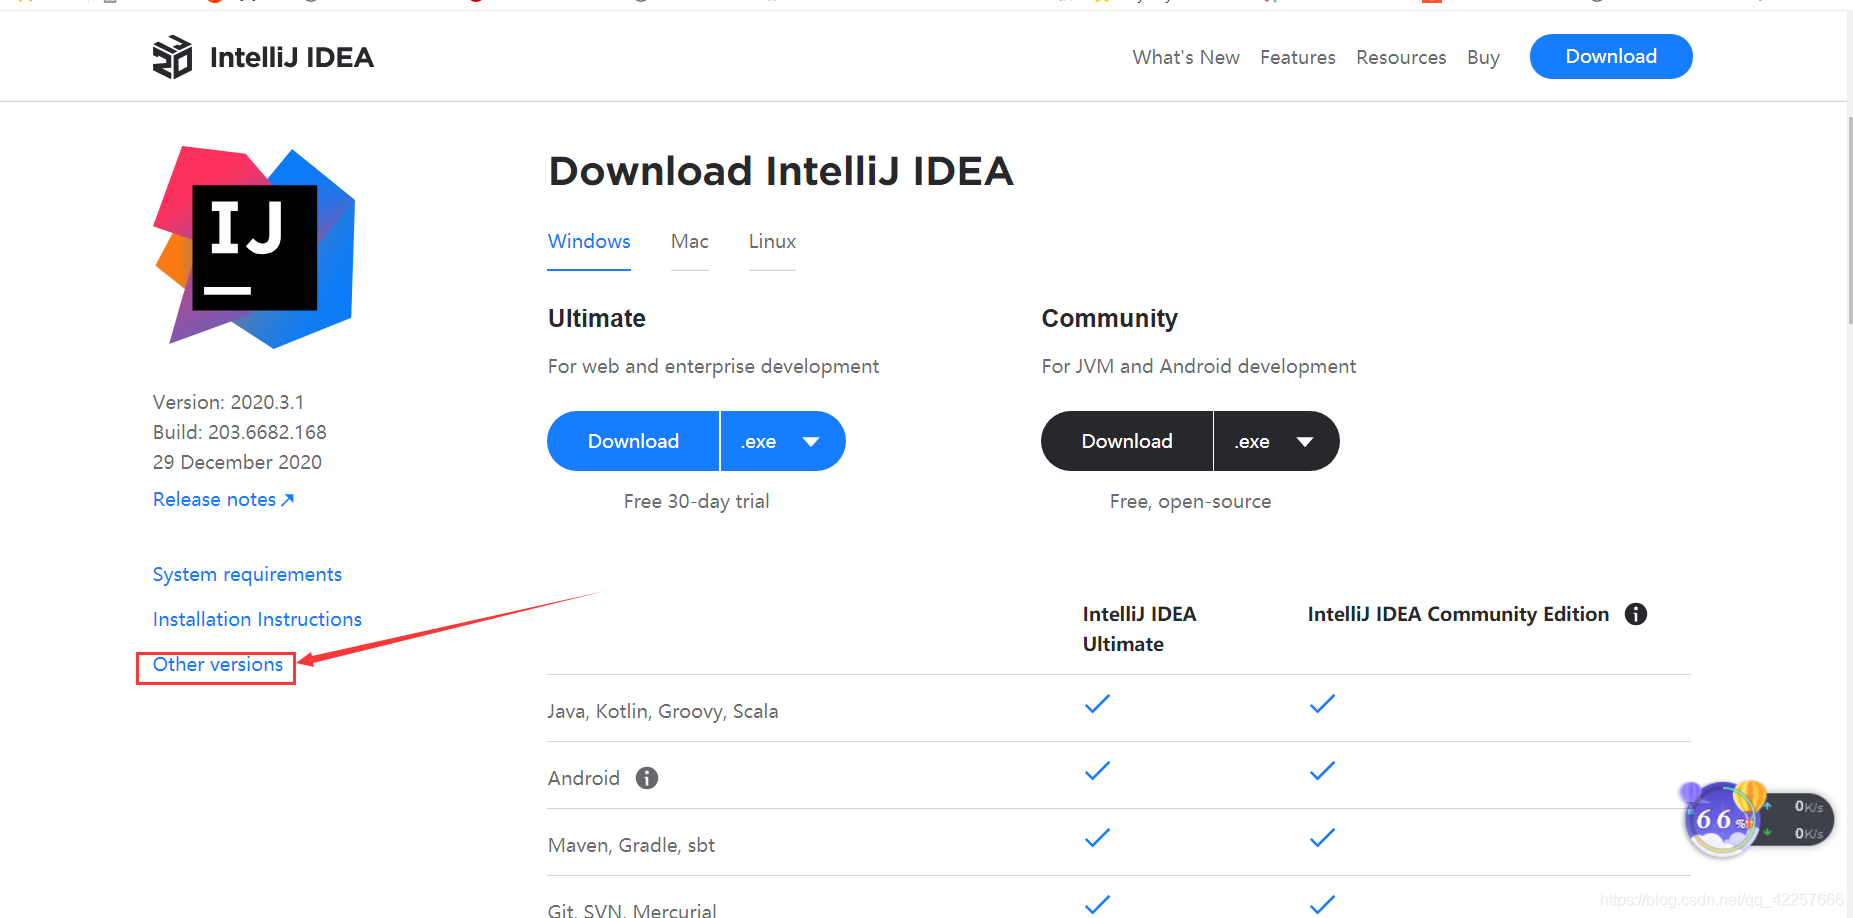 IntelliJ IDEA
What's New Features Resources Buy Download
IJ
Download IntelliJ IDEA
Windows Mac Linux
Ultimate
For web and enterprise development
Download .exe
Free 30-day trial
Community
For JVM and Android development
Download .exe
Free, open-source
Version: 2020.3.1
Build: 203.6682.168
29 December 2020
Release notes
System requirements
Installation Instructions
Other versions
IntelliJ IDEA
Ultimate
IntelliJ IDEA Community Edition
Java, Kotlin, Groovy, Scala
Android
Maven, Gradle, sbt
Git, SVN, Mercurial
66%
0K/s
0K/s
https://blog.csdn.net/qq_42257666